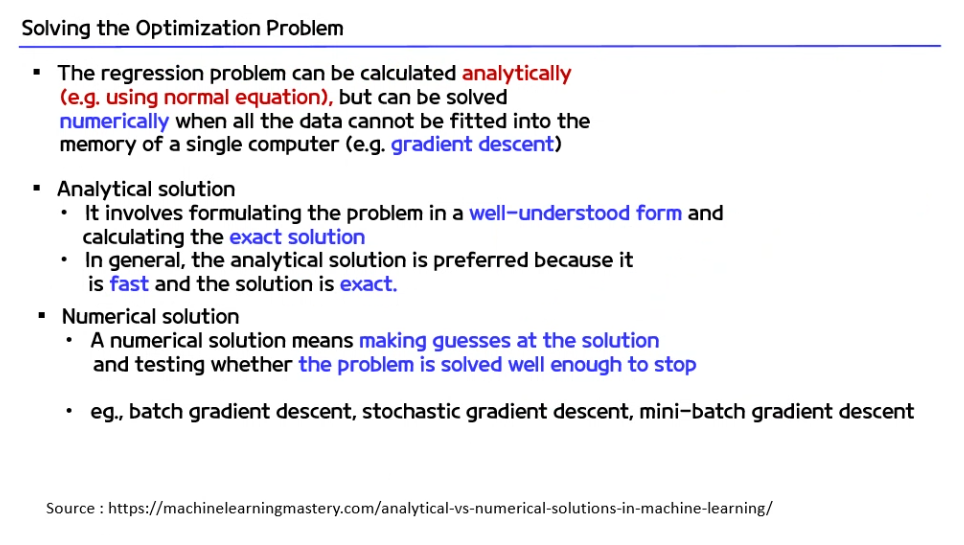 Solving the Optimization Problem
▪ The regression problem can be calculated analytically
(e.g. using normal equation), but can be solved
numerically when all the data cannot be fitted into the
memory of a single computer (e.g. gradient descent)
▪ Analytical solution
• It involves formulating the problem in a well-understood form and
calculating the exact solution
• In general, the analytical solution is preferred because it
is fast and the solution is exact.
▪ Numerical solution
• A numerical solution means making guesses at the solution
and testing whether the problem is solved well enough to stop
• eg., batch gradient descent, stochastic gradient descent, mini-batch gradient descent
Source : https://machinelearningmastery.com/analytical-vs-numerical-solutions-in-machine-learning/